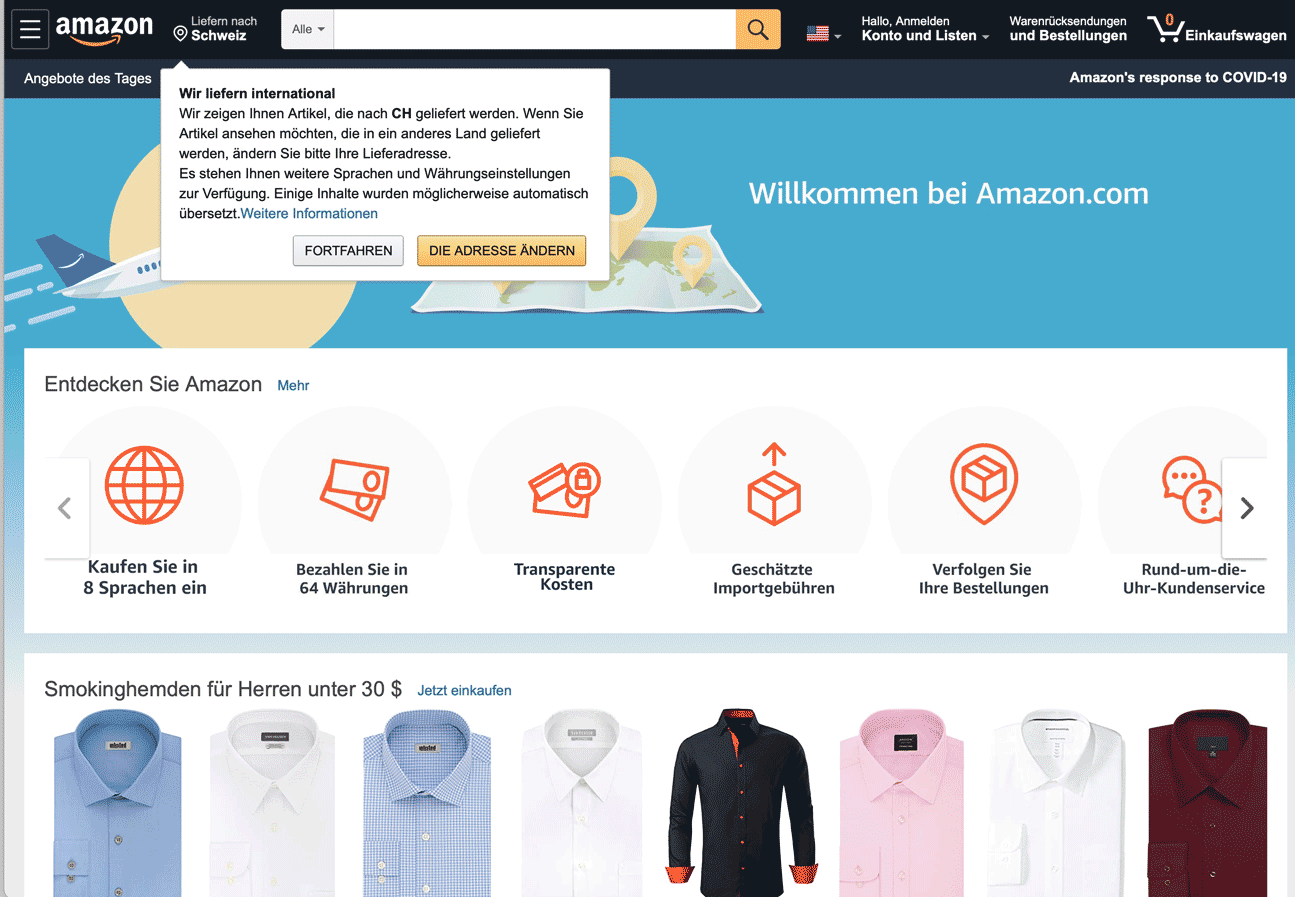 amazon
Liefern nach
Schweiz
Alle
Hallo, Anmelden
Konto und Listen
Warenrücksendungen
und Bestellungen
0
Einkaufswagen
Angebote des Tages
Amazon's response to COVID-19
Wir liefern international
Wir zeigen Ihnen Artikel, die nach CH geliefert werden. Wenn Sie
Artikel ansehen möchten, die in ein anderes Land geliefert
werden, ändern Sie bitte Ihre Lieferadresse.
Es stehen Ihnen weitere Sprachen und Währungseinstellungen
zur Verfügung. Einige Inhalte wurden möglicherweise automatisch
übersetzt.Weitere Informationen
FORTFAHREN
DIE ADRESSE ÄNDERN
Willkommen bei Amazon.com
Entdecken Sie Amazon Mehr
Kaufen Sie in
8 Sprachen ein
Bezahlen Sie in
64 Währungen
Transparente
Kosten
Geschätzte
Importgebühren
Verfolgen Sie
Ihre Bestellungen
Rund-um-die-
Uhr-Kundenservice
Smokinghemden für Herren unter 30 $ Jetzt einkaufen